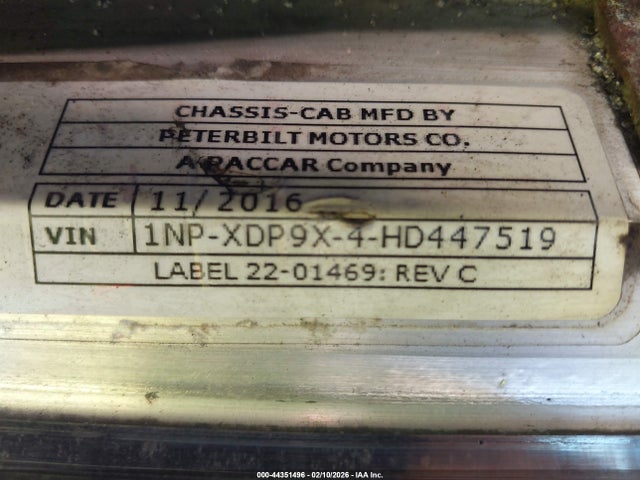 CHASSIS-CAB MFD BY
PETERBILT MOTORS CO.
A PACCAR Company
DATE 11/2016
VIN 1NP-XDP9X-4-HD447519
LABEL 22-01469: REV C
000-44351496 - 02/10/2026 - IAA Inc.